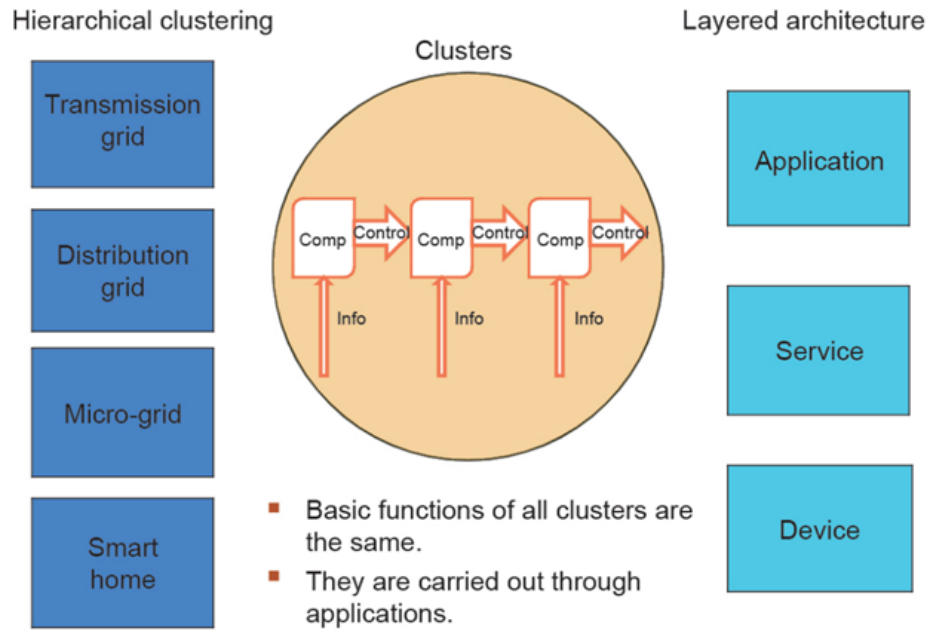 Hierarchical clustering
Transmission
grid
Distribution
grid
Micro-grid
Smart
home
Clusters
Comp
Control
Comp
Control
Comp
Control
Info
Info
Info
Basic functions of all clusters are
the same.
They are carried out through
applications.
Layered architecture
Application
Service
Device